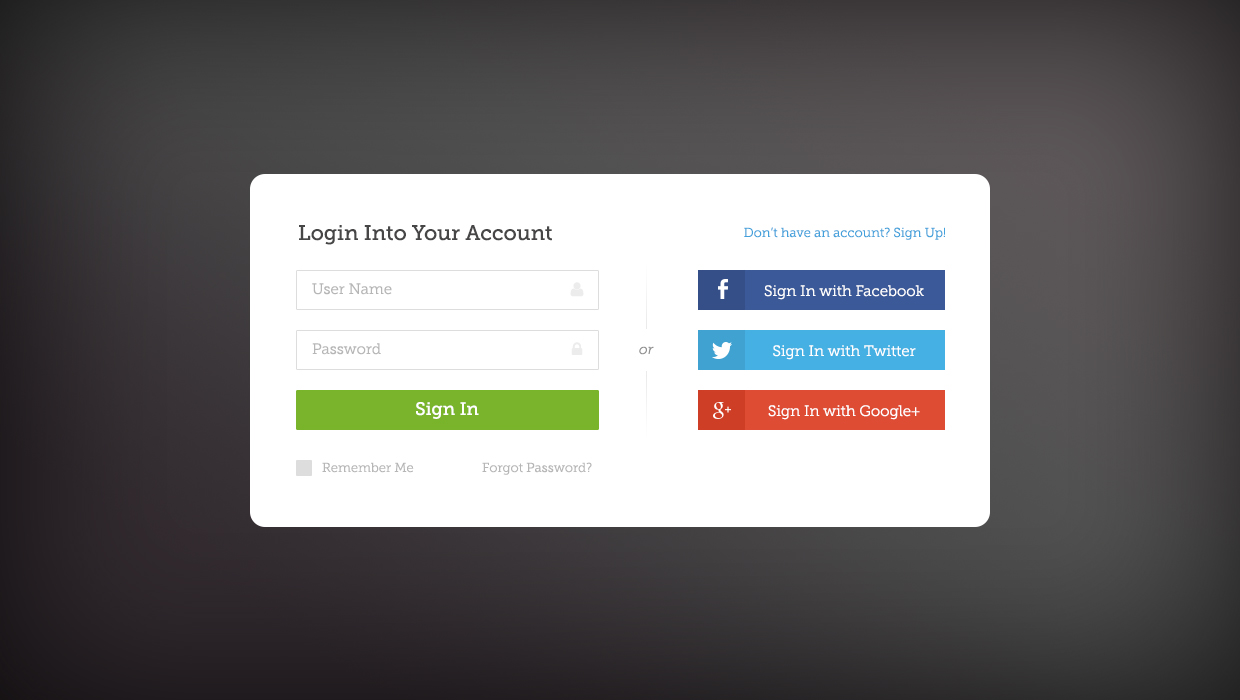 Login Into Your Account
Don't have an account? Sign Up!
User Name
Password
Sign In
Remember Me
Forgot Password?
or
f
Sign In with Facebook
Sign In with Twitter
g+
Sign In with Google+